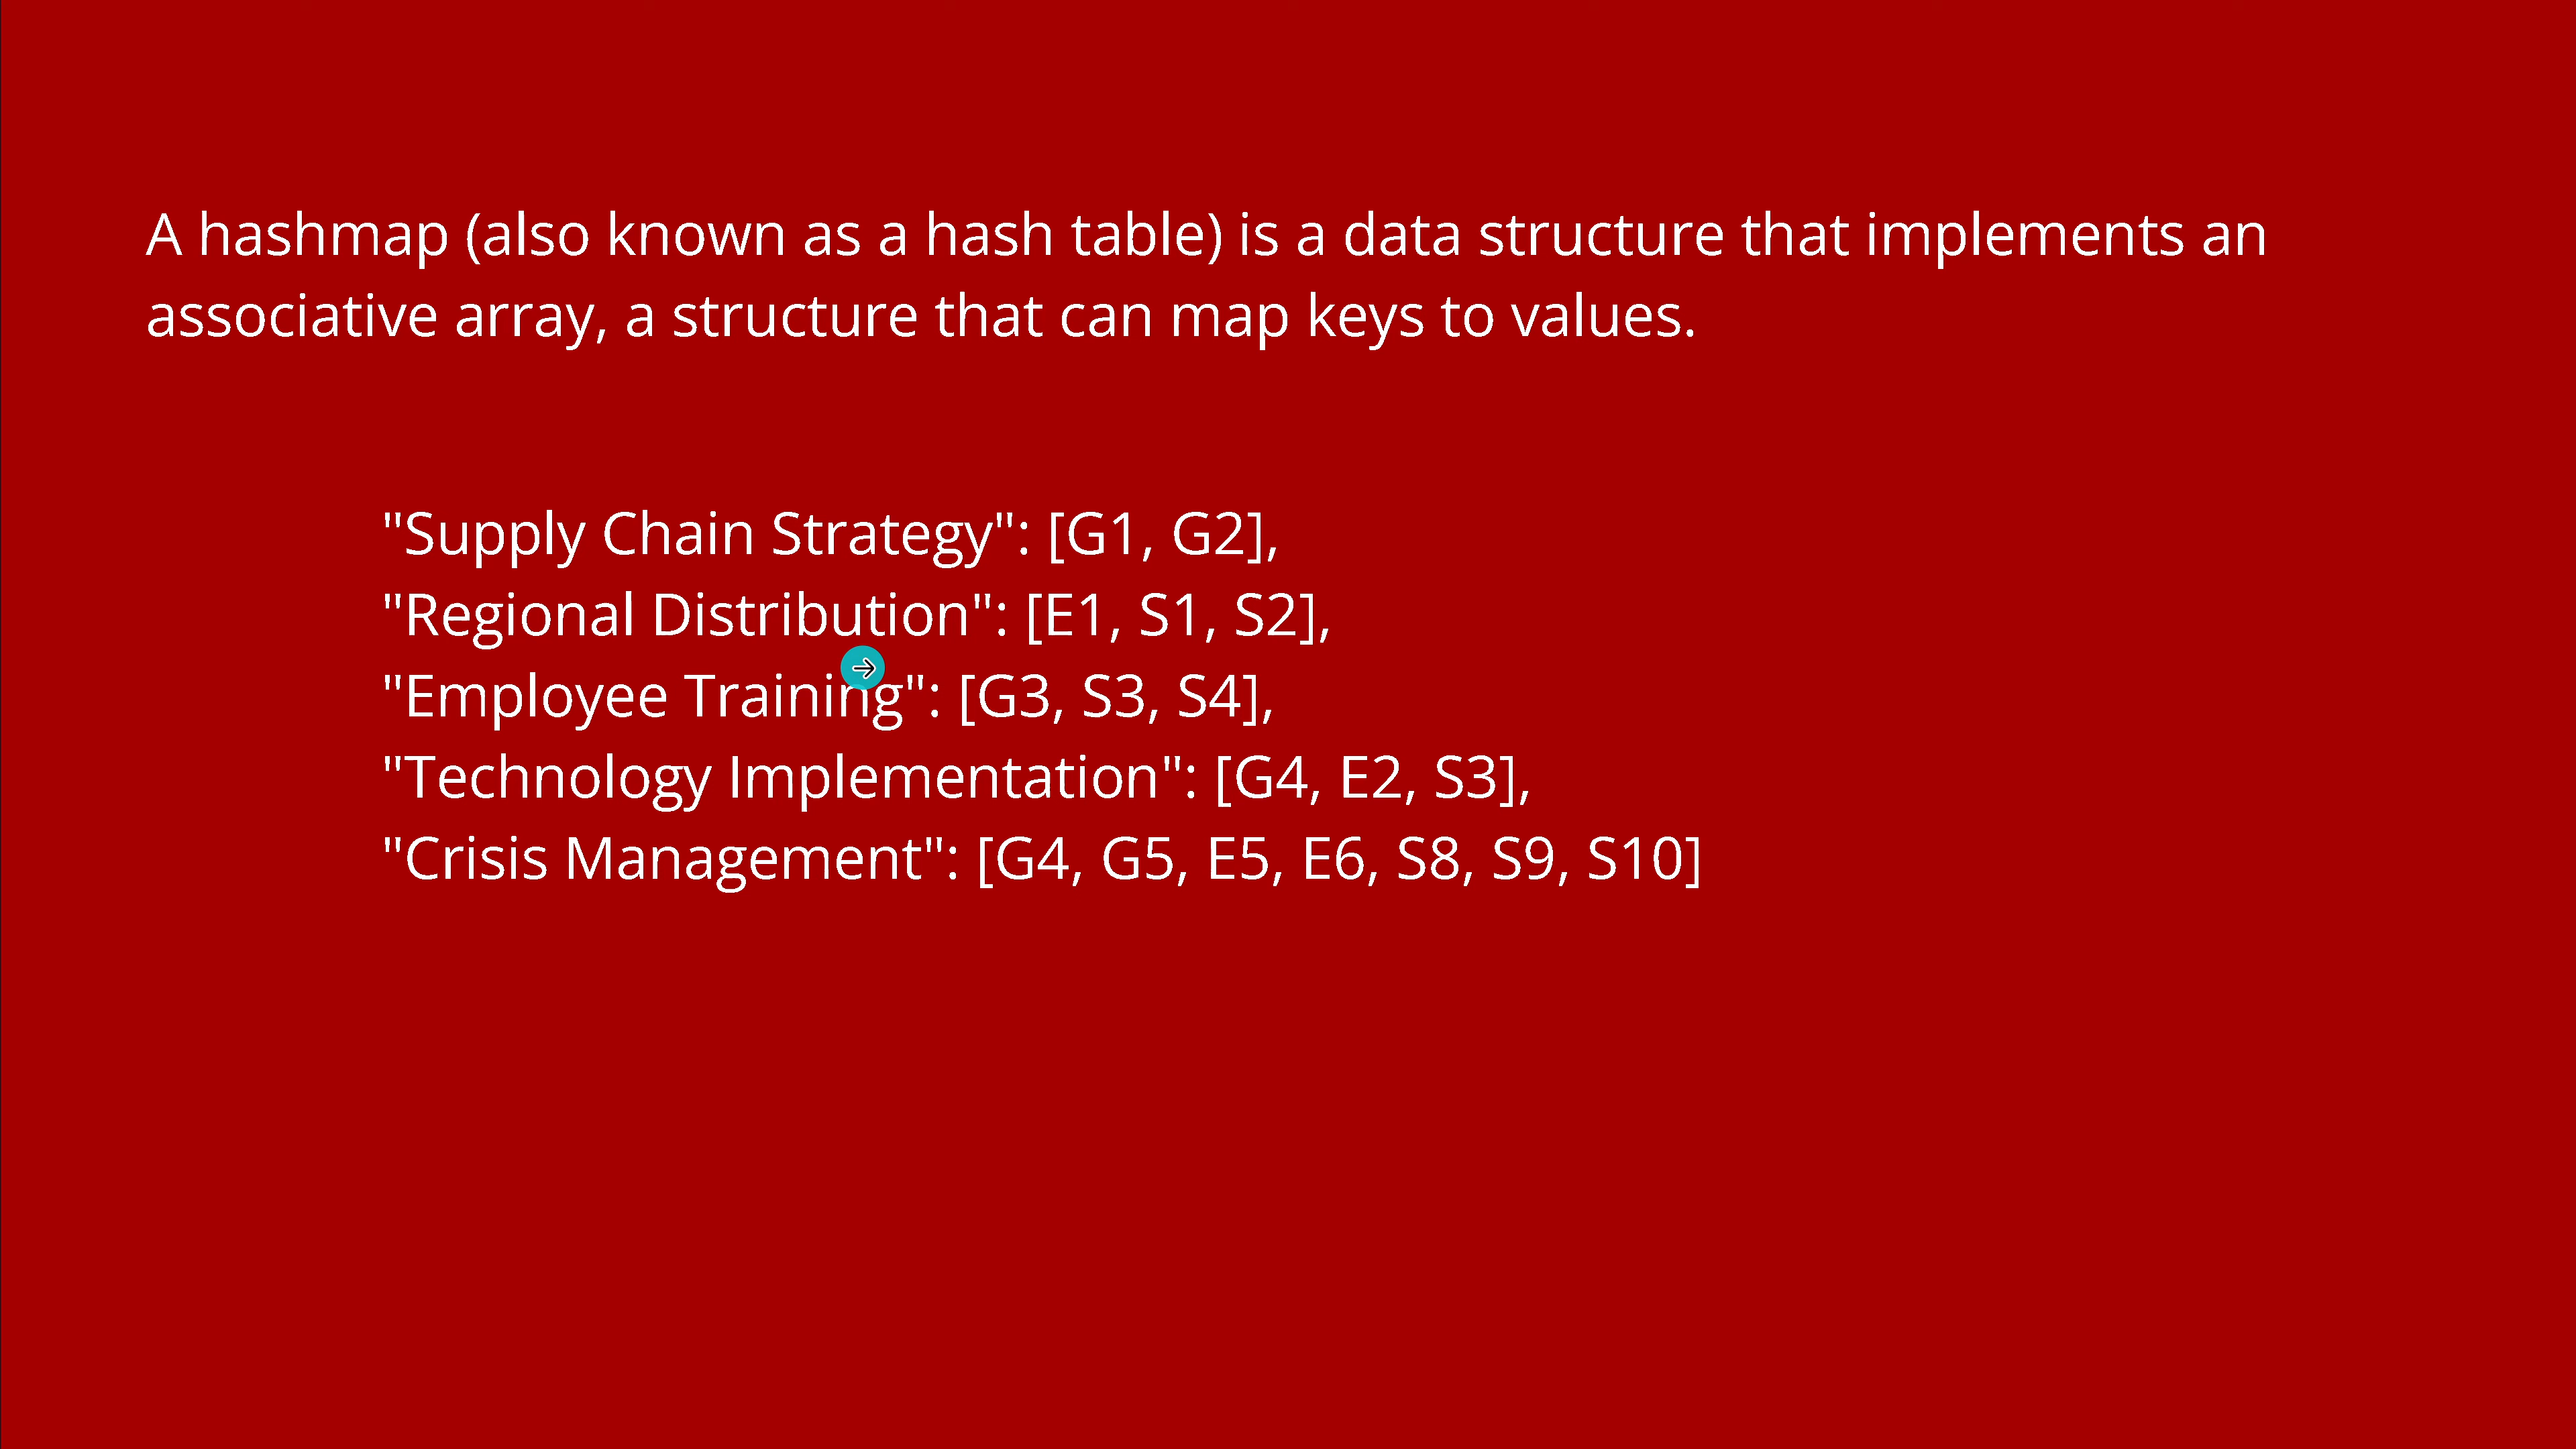 A hashmap (also known as a hash table) is a data structure that implements an
associative array, a structure that can map keys to values.
"Supply Chain Strategy": [G1, G2],
"Regional Distribution": [E1, S1, S2],
"Employee Training": [G3, S3, S4],
"Technology Implementation": [G4, E2, S3],
"Crisis Management": [G4, G5, E5, E6, S8, S9, S10]